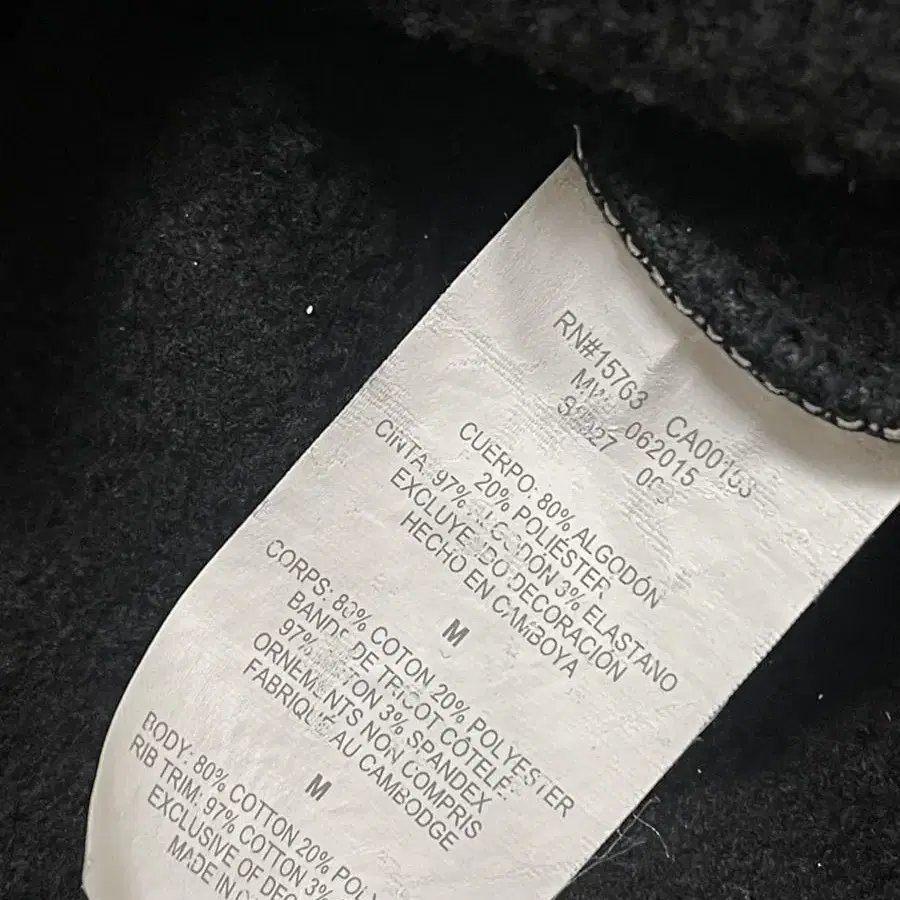 RN#15763 CA00153
062015
CUERPO: 80% ALGODÓN
20% POLIÉSTER
CINTA: 97% ALGODÓN 3% ELASTANO
EXCLUYENDO DECORACIÓN
HECHO EN CAMBOYA
M
CORPS: 80% COTON 20% POLYESTER
BANDE DE TRICOT CÔTELÉ:
97% COTON 3% SPANDEX
ORNEMENTS NON COMPRIS
FABRIQUÉ AU CAMBODGE
M
BODY: 80% COTTON 20%
RIB TRIM: 97% COTTON 3%
EXCLUSIVE OF
MADE IN